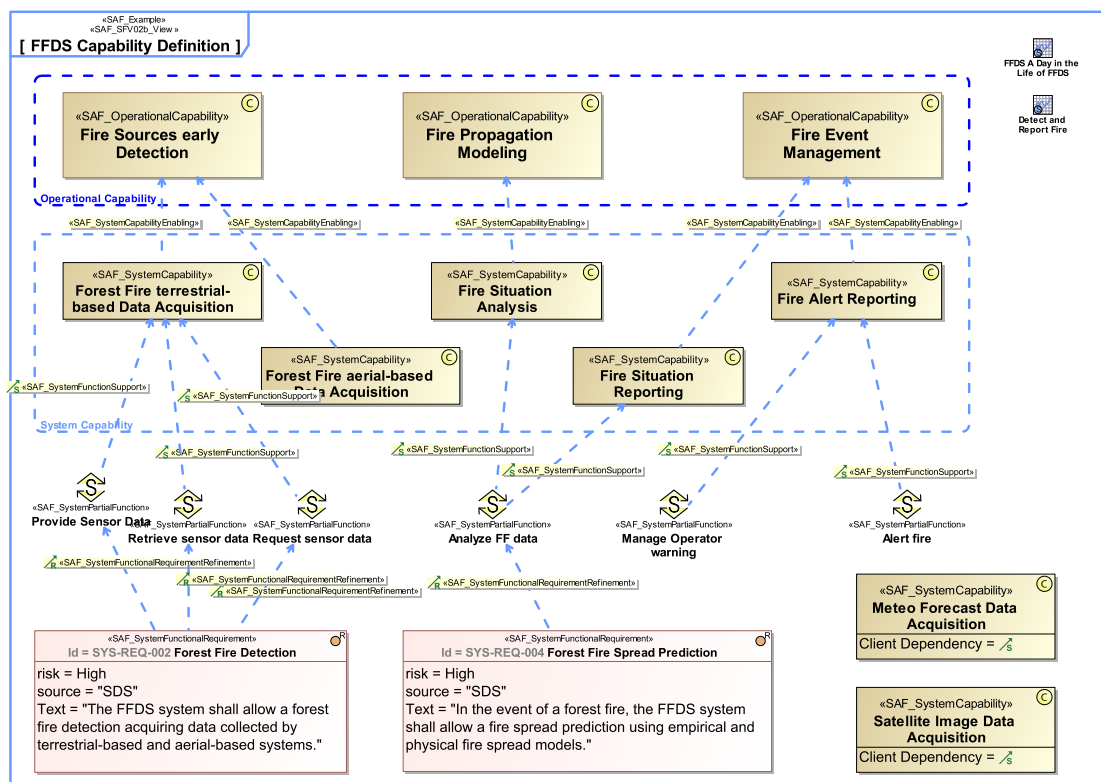 «SAF_Example»
«SAF_SFV02b_View »
[ FFDS Capability Definition ]
FFDS A Day in the
Life of FFDS
Detect and
Report Fire
«SAF_OperationalCapability»
Fire Sources early
Detection
C
«SAF_OperationalCapability»
Fire Propagation
Modeling
C
«SAF_OperationalCapability»
Fire Event
Management
C
Operational Capability
«SAF_SystemCapabilityEnabling»
«SAF_SystemCapabilityEnabling»
«SAF_SystemCapabilityEnabling»
«SAF_SystemCapabilityEnabling»
«SAF_SystemCapabilityEnabling»
«SAF_SystemCapability»
Forest Fire terrestrial-
based Data Acquisition
C
«SAF_SystemCapability»
Fire Situation
Analysis
C
«SAF_SystemCapability»
Fire Alert Reporting
C
«SAF_SystemCapability»
Forest Fire aerial-based
Data Acquisition
C
«SAF_SystemCapability»
Fire Situation
Reporting
C
System Capability
S «SAF_SystemFunctionSupport»
S «SAF_SystemFunctionSupport»
S «SAF_SystemFunctionSupport»
S «SAF_SystemFunctionSupport»
S «SAF_SystemFunctionSupport»
S «SAF_SystemFunctionSupport»
S «SAF_SystemFunctionSupport»
S
«SAF_SystemPartialFunction»
Provide Sensor Data
S
«SAF_SystemPartialFunction»
Retrieve sensor data
S
«SAF_SystemPartialFunction»
Request sensor data
S
«SAF_SystemPartialFunction»
Analyze FF data
S
«SAF_SystemPartialFunction»
Manage Operator
warning
S
«SAF_SystemPartialFunction»
Alert fire
R «SAF_SystemFunctionalRequirementRefinement»
R «SAF_SystemFunctionalRequirementRefinement»
R «SAF_SystemFunctionalRequirementRefinement»
R «SAF_SystemFunctionalRequirementRefinement»
«SAF_SystemFunctionalRequirement»
R
Id = SYS-REQ-002 Forest Fire Detection
risk = High
source = "SDS"
Text = "The FFDS system shall allow a forest
fire detection acquiring data collected by
terrestrial-based and aerial-based systems."
«SAF_SystemFunctionalRequirement»
R
Id = SYS-REQ-004 Forest Fire Spread Prediction
risk = High
source = "SDS"
Text = "In the event of a forest fire, the FFDS system
shall allow a fire spread prediction using empirical and
physical fire spread models."
«SAF_SystemCapability»
Meteo Forecast Data
Acquisition
C
Client Dependency = S
«SAF_SystemCapability»
Satellite Image Data
Acquisition
C
Client Dependency = S